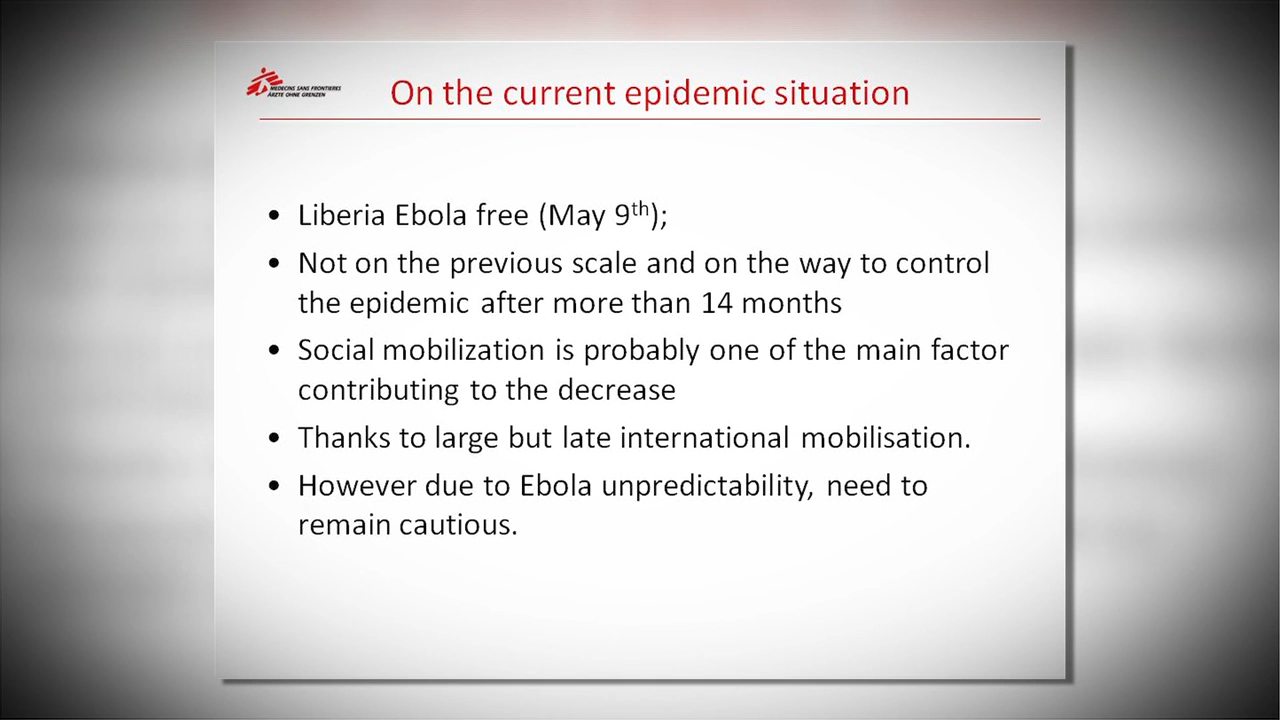 MEDECINS SANS FRONTIERES
ÄRZTE OHNE GRENZEN
On the current epidemic situation
• Liberia Ebola free (May 9th);
• Not on the previous scale and on the way to control
the epidemic after more than 14 months
• Social mobilization is probably one of the main factor
contributing to the decrease
• Thanks to large but late international mobilisation.
• However due to Ebola unpredictability, need to
remain cautious.